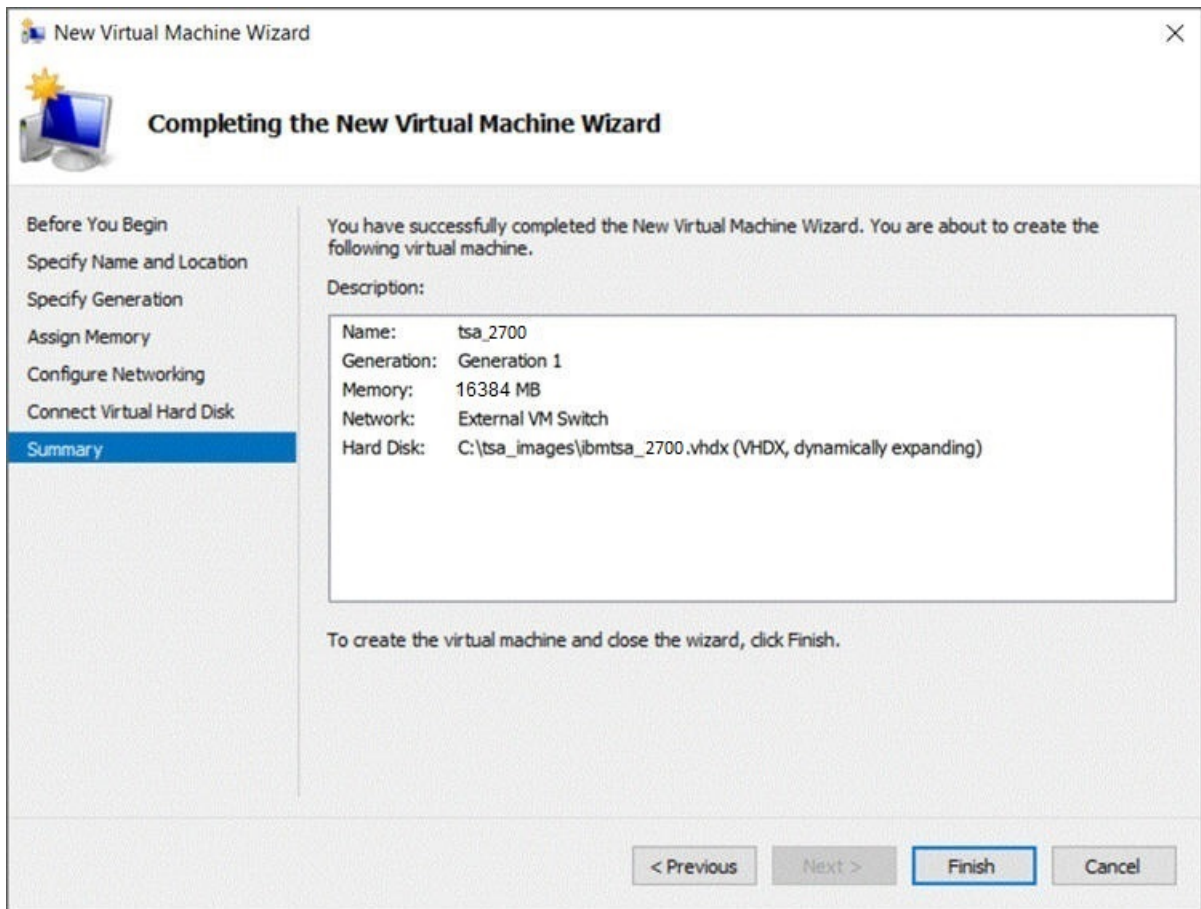 New Virtual Machine Wizard
Completing the New Virtual Machine Wizard
Before You Begin
Specify Name and Location
Specify Generation
Assign Memory
Configure Networking
Connect Virtual Hard Disk
Summary
You have successfully completed the New Virtual Machine Wizard. You are about to create the
following virtual machine.
Description:
Name: tsa_2700
Generation: Generation 1
Memory: 16384 MB
Network: External VM Switch
Hard Disk: C:\tsa_images\ibmtsa_2700.vhdx (VHDX, dynamically expanding)
To create the virtual machine and close the wizard, click Finish.
< Previous
Next >
Finish
Cancel